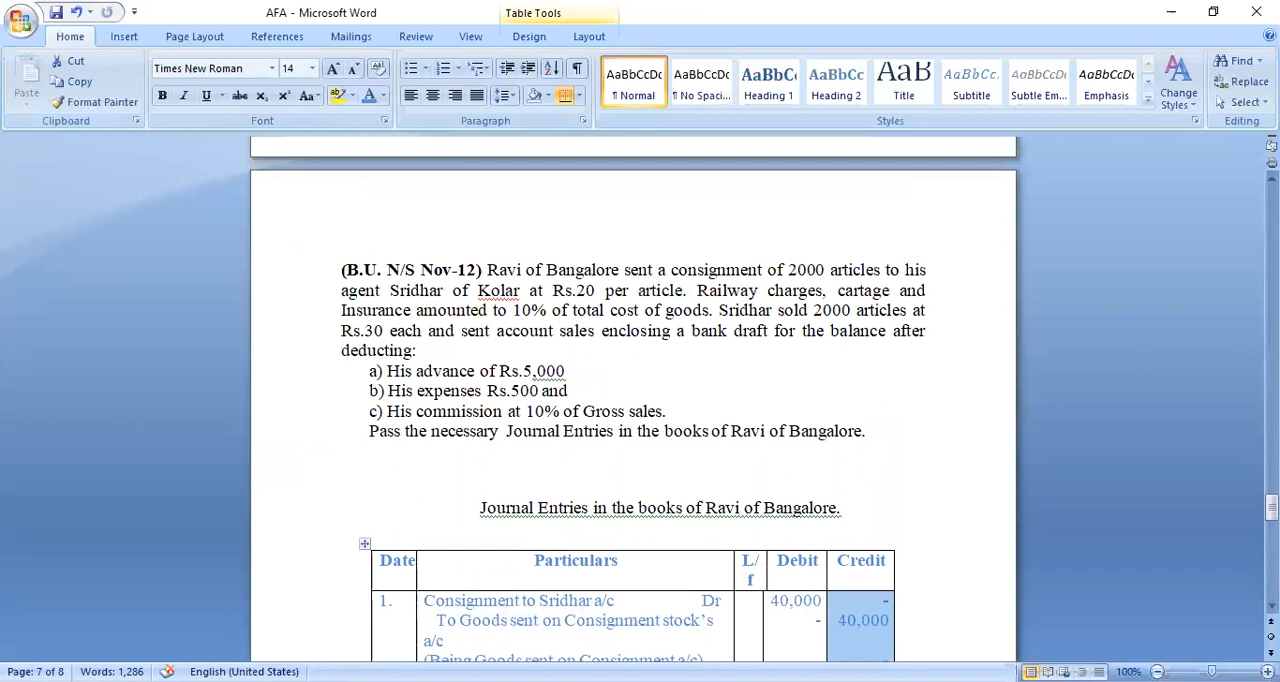 AFA - Microsoft Word
Table Tools
Home Insert Page Layout References Mailings Review View Design Layout
Paste
Cut
Copy
Format Painter
Clipboard
Times New Roman 14
Font
Paragraph
AaBbCcDc AaBbCcDc AaBbC AaBbCc AaB AaBbCc. AaBbCcDc AaBbCcDc
¶ Normal ¶ No Spaci... Heading 1 Heading 2 Title Subtitle Subtle Em... Emphasis
Change Styles
Styles
Find
Replace
Select
Editing
(B.U. N/S Nov-12) Ravi of Bangalore sent a consignment of 2000 articles to his
agent Sridhar of Kolar at Rs.20 per article. Railway charges, cartage and
Insurance amounted to 10% of total cost of goods. Sridhar sold 2000 articles at
Rs.30 each and sent account sales enclosing a bank draft for the balance after
deducting:
a) His advance of Rs.5,000
b) His expenses Rs.500 and
c) His commission at 10% of Gross sales.
Pass the necessary Journal Entries in the books of Ravi of Bangalore.
Journal Entries in the books of Ravi of Bangalore.
Date Particulars L/ Debit Credit
f
1. Consignment to Sridhar a/c Dr 40,000 -
To Goods sent on Consignment stock's - 40,000
a/c
(Being Goods sent on Consignment a/c)
Page: 7 of 8 Words: 1,286 English (United States) 100%